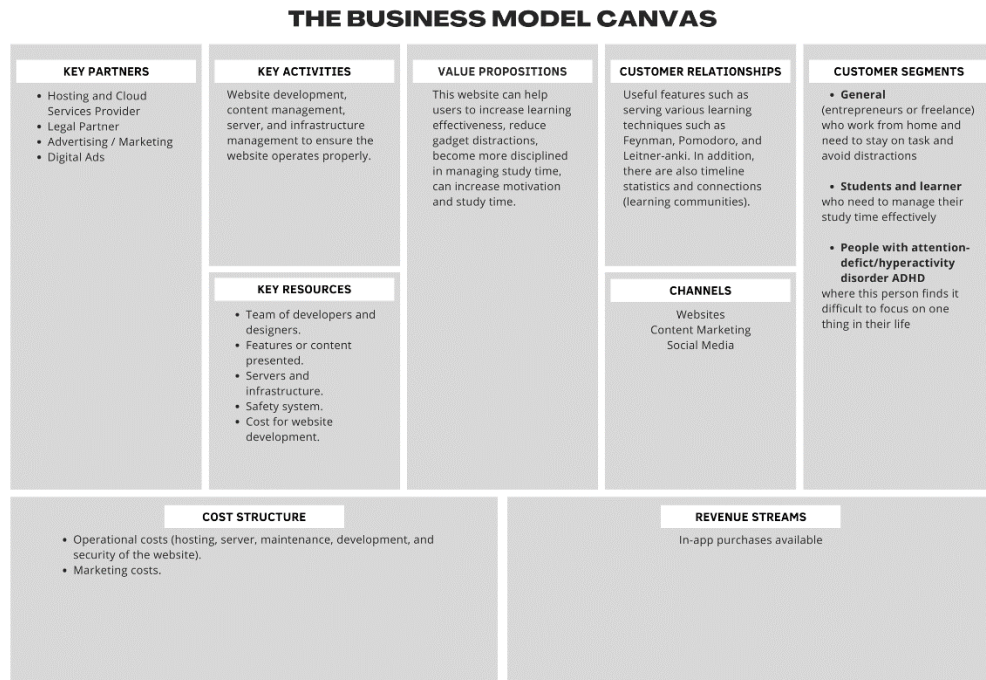 THE BUSINESS MODEL CANVAS
KEY PARTNERS
• Hosting and Cloud
Services Provider
• Legal Partner
• Advertising / Marketing
• Digital Ads
KEY ACTIVITIES
Website development,
content management,
server, and infrastructure
management to ensure the
website operates properly.
KEY RESOURCES
• Team of developers and
designers.
• Features or content
presented.
• Servers and
infrastructure.
• Safety system.
• Cost for website
development.
VALUE PROPOSITIONS
This website can help
users to increase learning
effectiveness, reduce
gadget distractions,
become more disciplined
in managing study time,
can increase motivation
and study time.
CUSTOMER RELATIONSHIPS
Useful features such as
serving various learning
techniques such as
Feynman, Pomodoro, and
Leitner-anki. In addition,
there are also timeline
statistics and connections
(learning communities).
CHANNELS
Websites
Content Marketing
Social Media
CUSTOMER SEGMENTS
• General
(entrepreneurs or freelance)
who work from home and
need to stay on task and
avoid distractions
• Students and learner
who need to manage their
study time effectively
• People with attention-
defict/hyperactivity
disorder ADHD
where this person finds it
difficult to focus on one
thing in their life
COST STRUCTURE
• Operational costs (hosting, server, maintenance, development, and
security of the website).
• Marketing costs.
REVENUE STREAMS
In-app purchases available